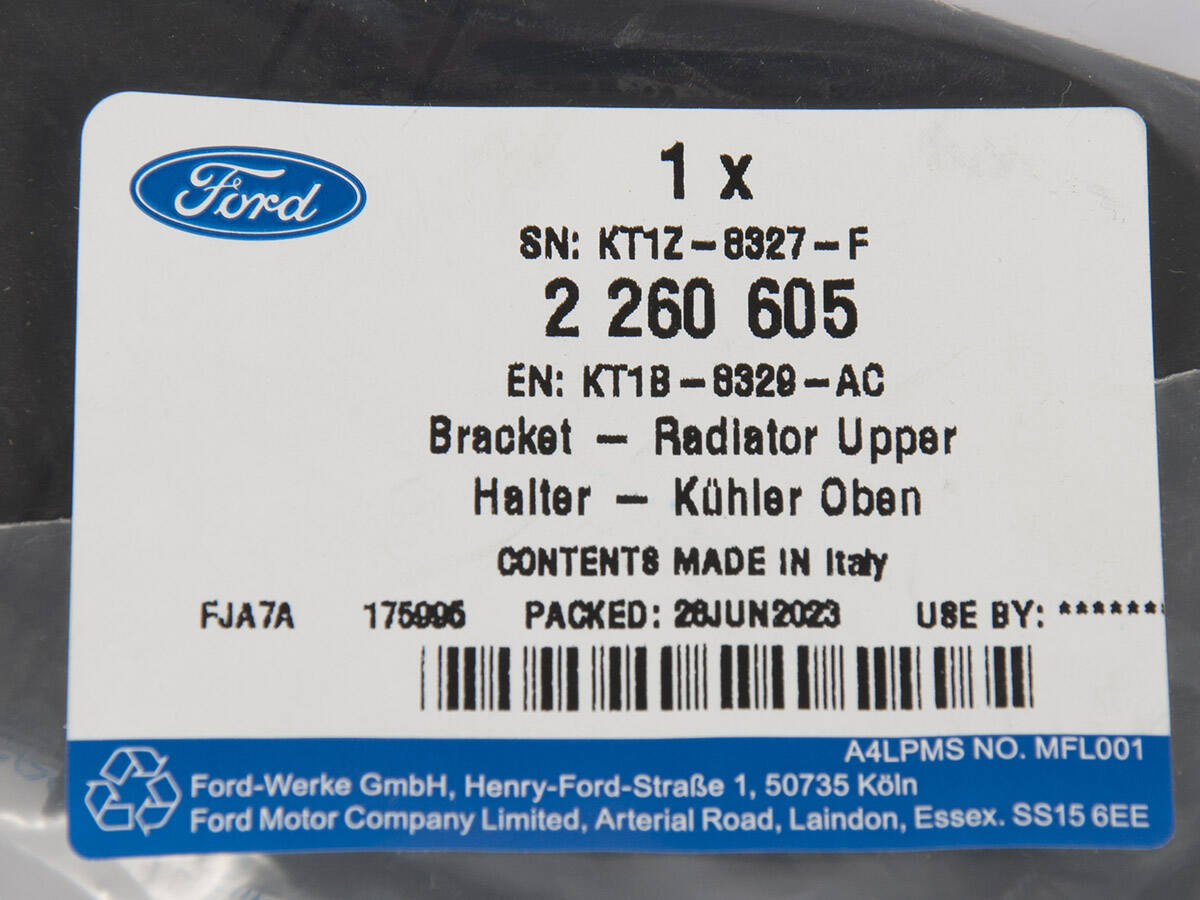 Ford
1 x
SN: KT1Z-8327-F
2 260 605
EN: KT1B-8329-AC
Bracket - Radiator Upper
Halter - Kühler Oben
CONTENTS MADE IN Italy
FJA7A 175995 PACKED: 28JUN2023 USE BY: *******
A4LPMS NO. MFL001
Ford-Werke GmbH, Henry-Ford-Straße 1, 50735 Köln
Ford Motor Company Limited, Arterial Road, Laindon, Essex. SS15 6EE